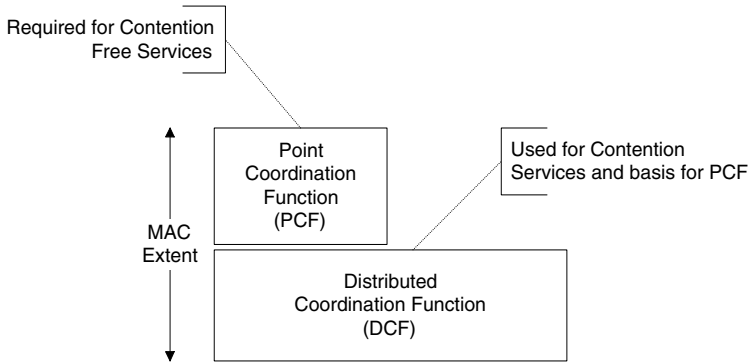 Required for Contention
Free Services
Point
Coordination
Function
(PCF)
Used for Contention
Services and basis for PCF
MAC
Extent
Distributed
Coordination Function
(DCF)